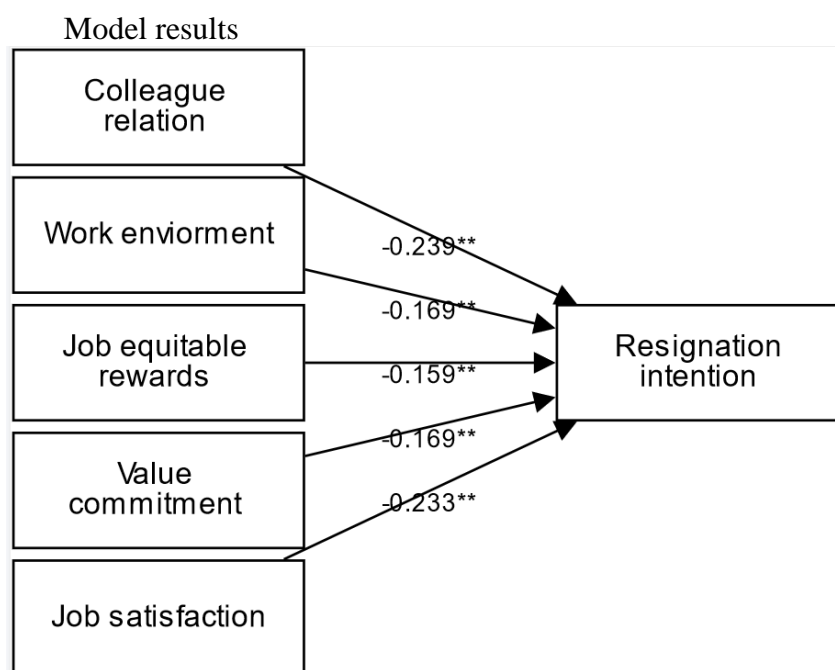 Model results
Colleague
relation
Work enviorment
Job equitable
rewards
Value
commitment
Job satisfaction
-0.239**
-0.169**
-0.159**
-0.169**
-0.233**
Resignation
intention